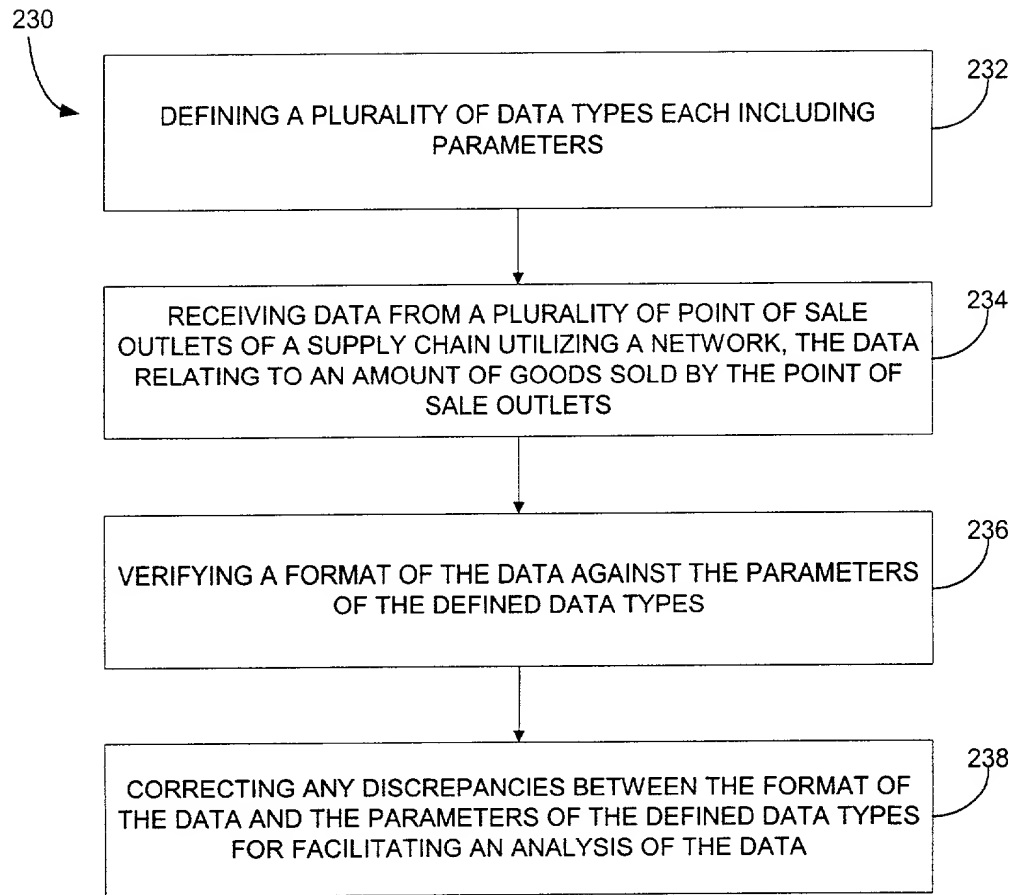 230
232
DEFINING A PLURALITY OF DATA TYPES EACH INCLUDING
PARAMETERS
234
RECEIVING DATA FROM A PLURALITY OF POINT OF SALE
OUTLETS OF A SUPPLY CHAIN UTILIZING A NETWORK, THE DATA
RELATING TO AN AMOUNT OF GOODS SOLD BY THE POINT OF
SALE OUTLETS
236
VERIFYING A FORMAT OF THE DATA AGAINST THE PARAMETERS
OF THE DEFINED DATA TYPES
238
CORRECTING ANY DISCREPANCIES BETWEEN THE FORMAT OF
THE DATA AND THE PARAMETERS OF THE DEFINED DATA TYPES
FOR FACILITATING AN ANALYSIS OF THE DATA